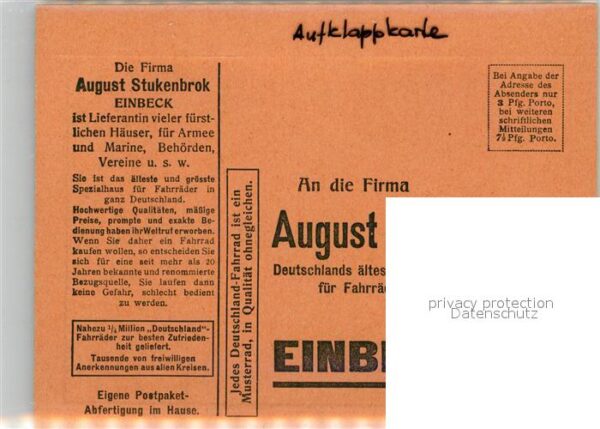 Aufklappkarte
Die Firma
August Stukenbrok
EINBECK
ist Lieferantin vieler fürst-
lichen Häuser, für Armee
und Marine, Behörden,
Vereine u. s. w.
Sie ist das älteste und grösste
Spezialhaus für Fahrräder in
ganz Deutschland.
Hochwertige Qualitäten, mäßige
Preise, prompte und exakte Be-
dienung haben ihr Weltruf erworben.
Wenn Sie daher ein Fahrrad
kaufen wollen, so entscheiden Sie
sich für eine seit mehr als 20
Jahren bekannte und renommierte
Bezugsquelle, Sie laufen dann
keine Gefahr, schlecht bedient
zu werden.
Nahezu ½ Million „Deutschland"-
Fahrräder zur besten Zufrieden-
heit geliefert.
Tausende von freiwilligen
Anerkennungen aus allen Kreisen.
Eigene Postpaket-
Abfertigung im Hause.
Jedes Deutschland-Fahrrad ist ein
Musterrad, in Qualität ohnegleichen.
Bei Angabe der
Adresse des
Absenders nur
3 Pfg. Porto,
bei weiteren
schriftlichen
Mitteilungen
7½ Pfg. Porto.
An die Firma
August
Deutschlands ältes
für Fahrräd
EINB
privacy protection
Datenschutz